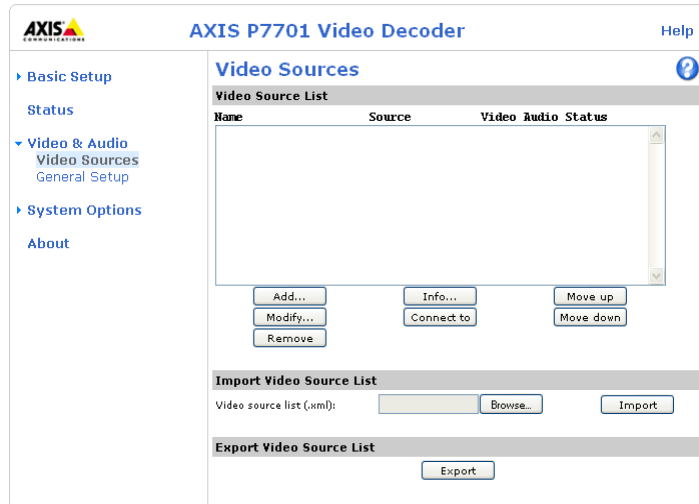 AXIS
COMMUNICATIONS
AXIS P7701 Video Decoder
Help
Basic Setup
Status
Video & Audio
Video Sources
General Setup
System Options
About
Video Sources
?
Video Source List
Name Source Video Audio Status
Add... Info... Move up
Modify... Connect to Move down
Remove
Import Video Source List
Video source list (.xml): Browse... Import
Export Video Source List
Export